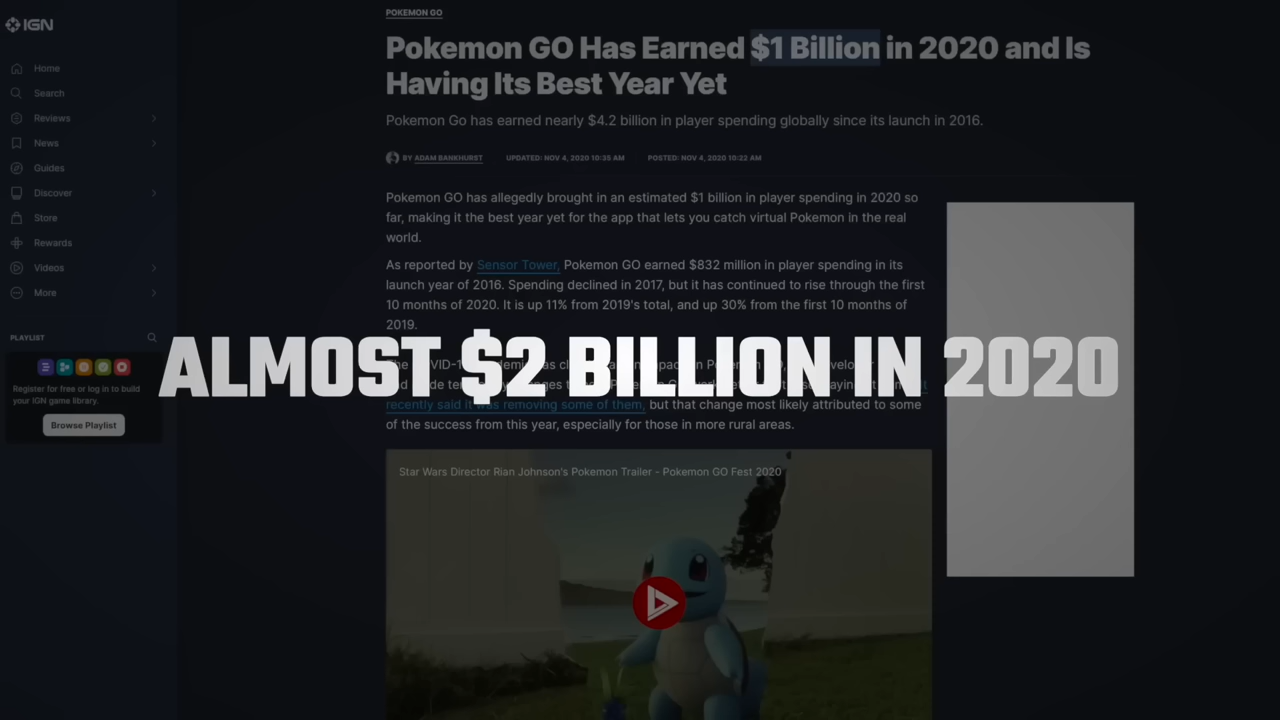 IGN
Home
Search
Reviews
News
Guides
Discover
Store
Rewards
Videos
More
PLAYLIST
Register for free or log in to build
your IGN game library.
Browse Playlist
POKEMON GO
Pokemon GO Has Earned $1 Billion in 2020 and Is
Having Its Best Year Yet
Pokemon Go has earned nearly $4.2 billion in player spending globally since its launch in 2016.
BY ADAM BANKHURST UPDATED: NOV 4, 2020 10:35 AM POSTED: NOV 4, 2020 10:22 AM
Pokemon GO has allegedly brought in an estimated $1 billion in player spending in 2020 so
far, making it the best year yet for the app that lets you catch virtual Pokemon in the real
world.
As reported by Sensor Tower, Pokemon GO earned $832 million in player spending in its
launch year of 2016. Spending declined in 2017, but it has continued to rise through the first
10 months of 2020. It is up 11% from 2019's total, and up 30% from the first 10 months of
2019.
ALMOST $2 BILLION IN 2020
recently said it was removing some of them, but that change most likely attributed to some
of the success from this year, especially for those in more rural areas.
Star Wars Director Rian Johnson's Pokemon Trailer - Pokemon GO Fest 2020